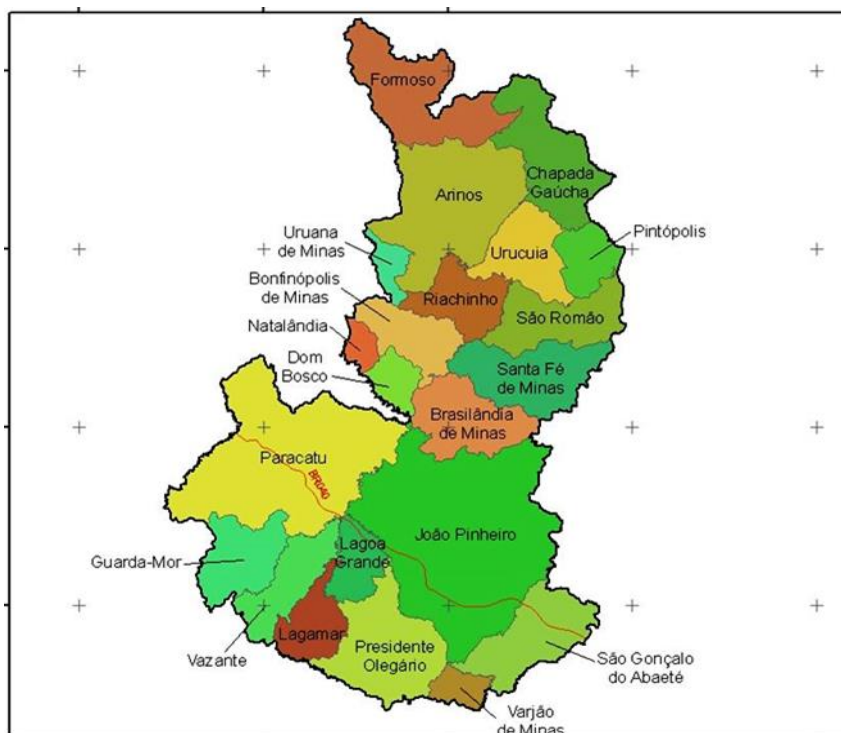 Formoso
Chapada
Gaúcha
Arinos
Uruana
de Minas
Pintópolis
Urucuia
Bonfinópolis
de Minas
Riachinho
Natalândia
São Romão
Dom
Bosco
Santa Fé
de Minas
Brasilândia
de Minas
Paracatu
BR040
João Pinheiro
Lagoa
Grande
Guarda-Mor
Lagamar
Vazante
Presidente
Olegário
São Gonçalo
do Abaeté
Varjão
de Minas